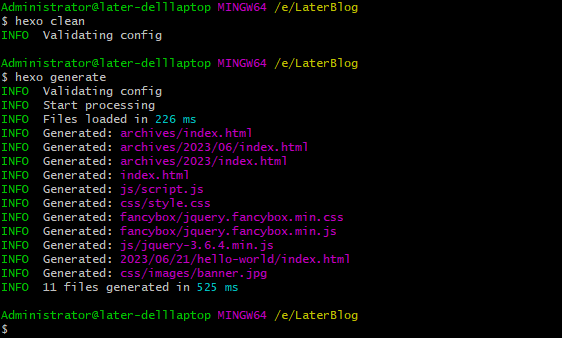 Administrator@later-delllaptop MINGW64 /e/LaterBlog
$ hexo clean
INFO  Validating config
Administrator@later-delllaptop MINGW64 /e/LaterBlog
$ hexo generate
INFO  Validating config
INFO  Start processing
INFO  Files loaded in 226 ms
INFO  Generated: archives/index.html
INFO  Generated: archives/2023/06/index.html
INFO  Generated: archives/2023/index.html
INFO  Generated: index.html
INFO  Generated: js/script.js
INFO  Generated: css/style.css
INFO  Generated: fancybox/jquery.fancybox.min.css
INFO  Generated: fancybox/jquery.fancybox.min.js
INFO  Generated: js/jquery-3.6.4.min.js
INFO  Generated: 2023/06/21/hello-world/index.html
INFO  Generated: css/images/banner.jpg
INFO  11 files generated in 525 ms
Administrator@later-delllaptop MINGW64 /e/LaterBlog
$